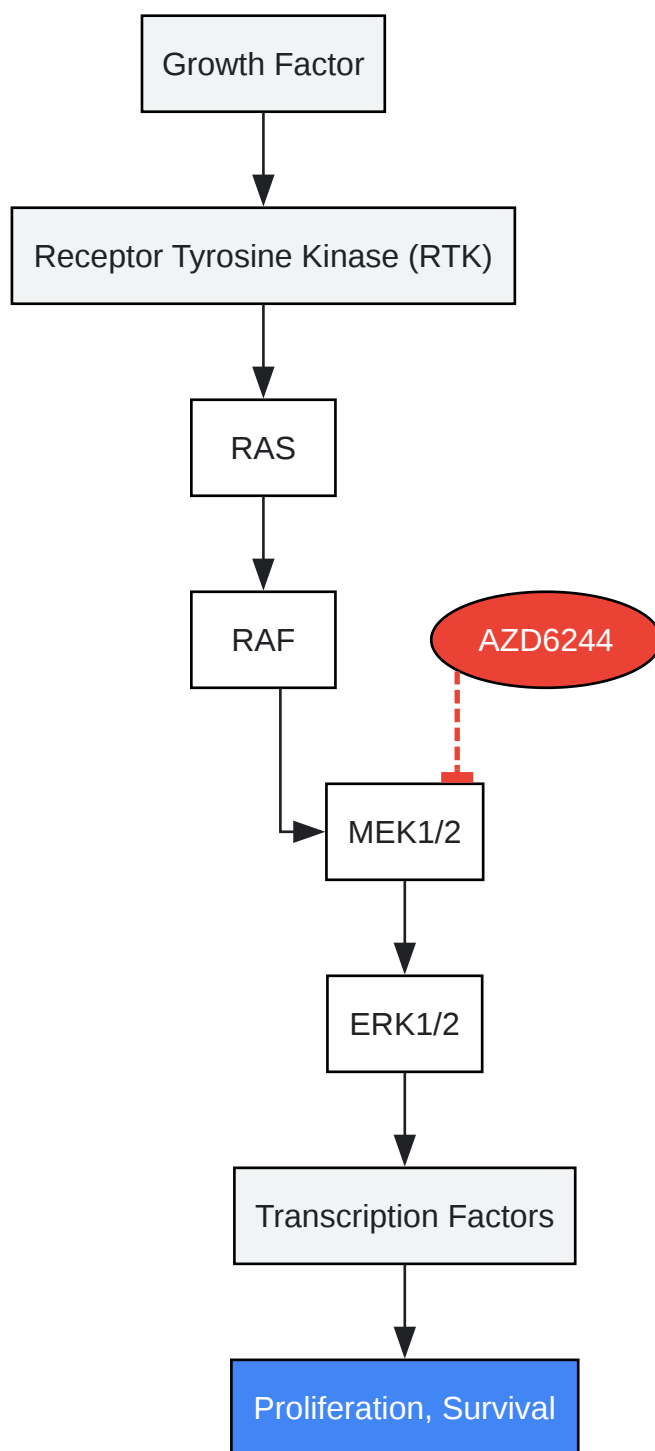 Growth Factor
Receptor Tyrosine Kinase (RTK)
RAS
RAF
AZD6244
MEK1/2
ERK1/2
Transcription Factors
Proliferation, Survival